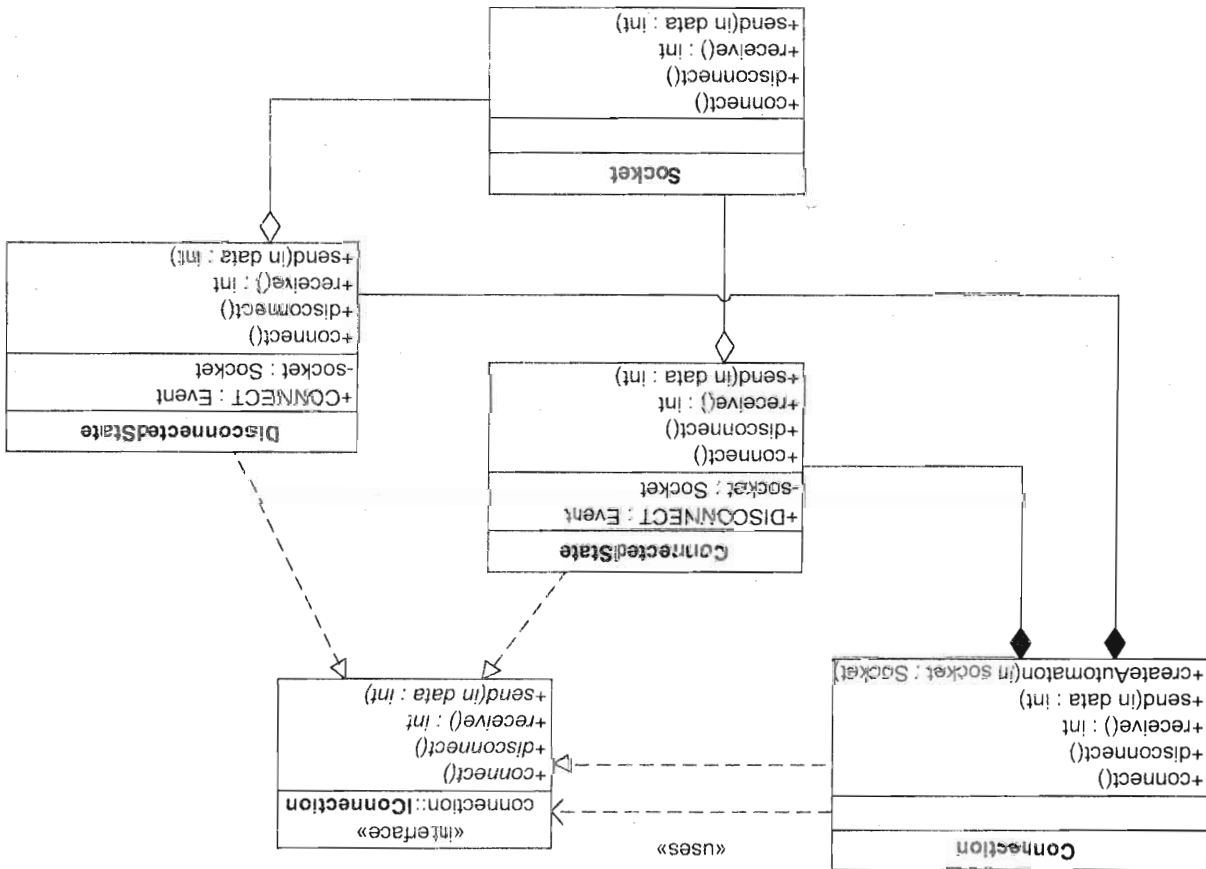 Connection
+connect()
+disconnect()
+receive() : int
+send(in data : int)
+createAutomaton(in socket : Socket)
«uses»
«interface»
connection::IConnection
+connect()
+disconnect()
+receive() : int
+send(in data : int)
ConnectedState
+DISCONNECT : Event
-socket : Socket
+connect()
+disconnect()
+receive() : int
+send(in data : int)
DisconnectedState
+CONNECT : Event
-socket : Socket
+connect()
+disconnect()
+receive() : int
+send(in data : int)
Socket
+connect()
+disconnect()
+receive() : int
+send(in data : int)